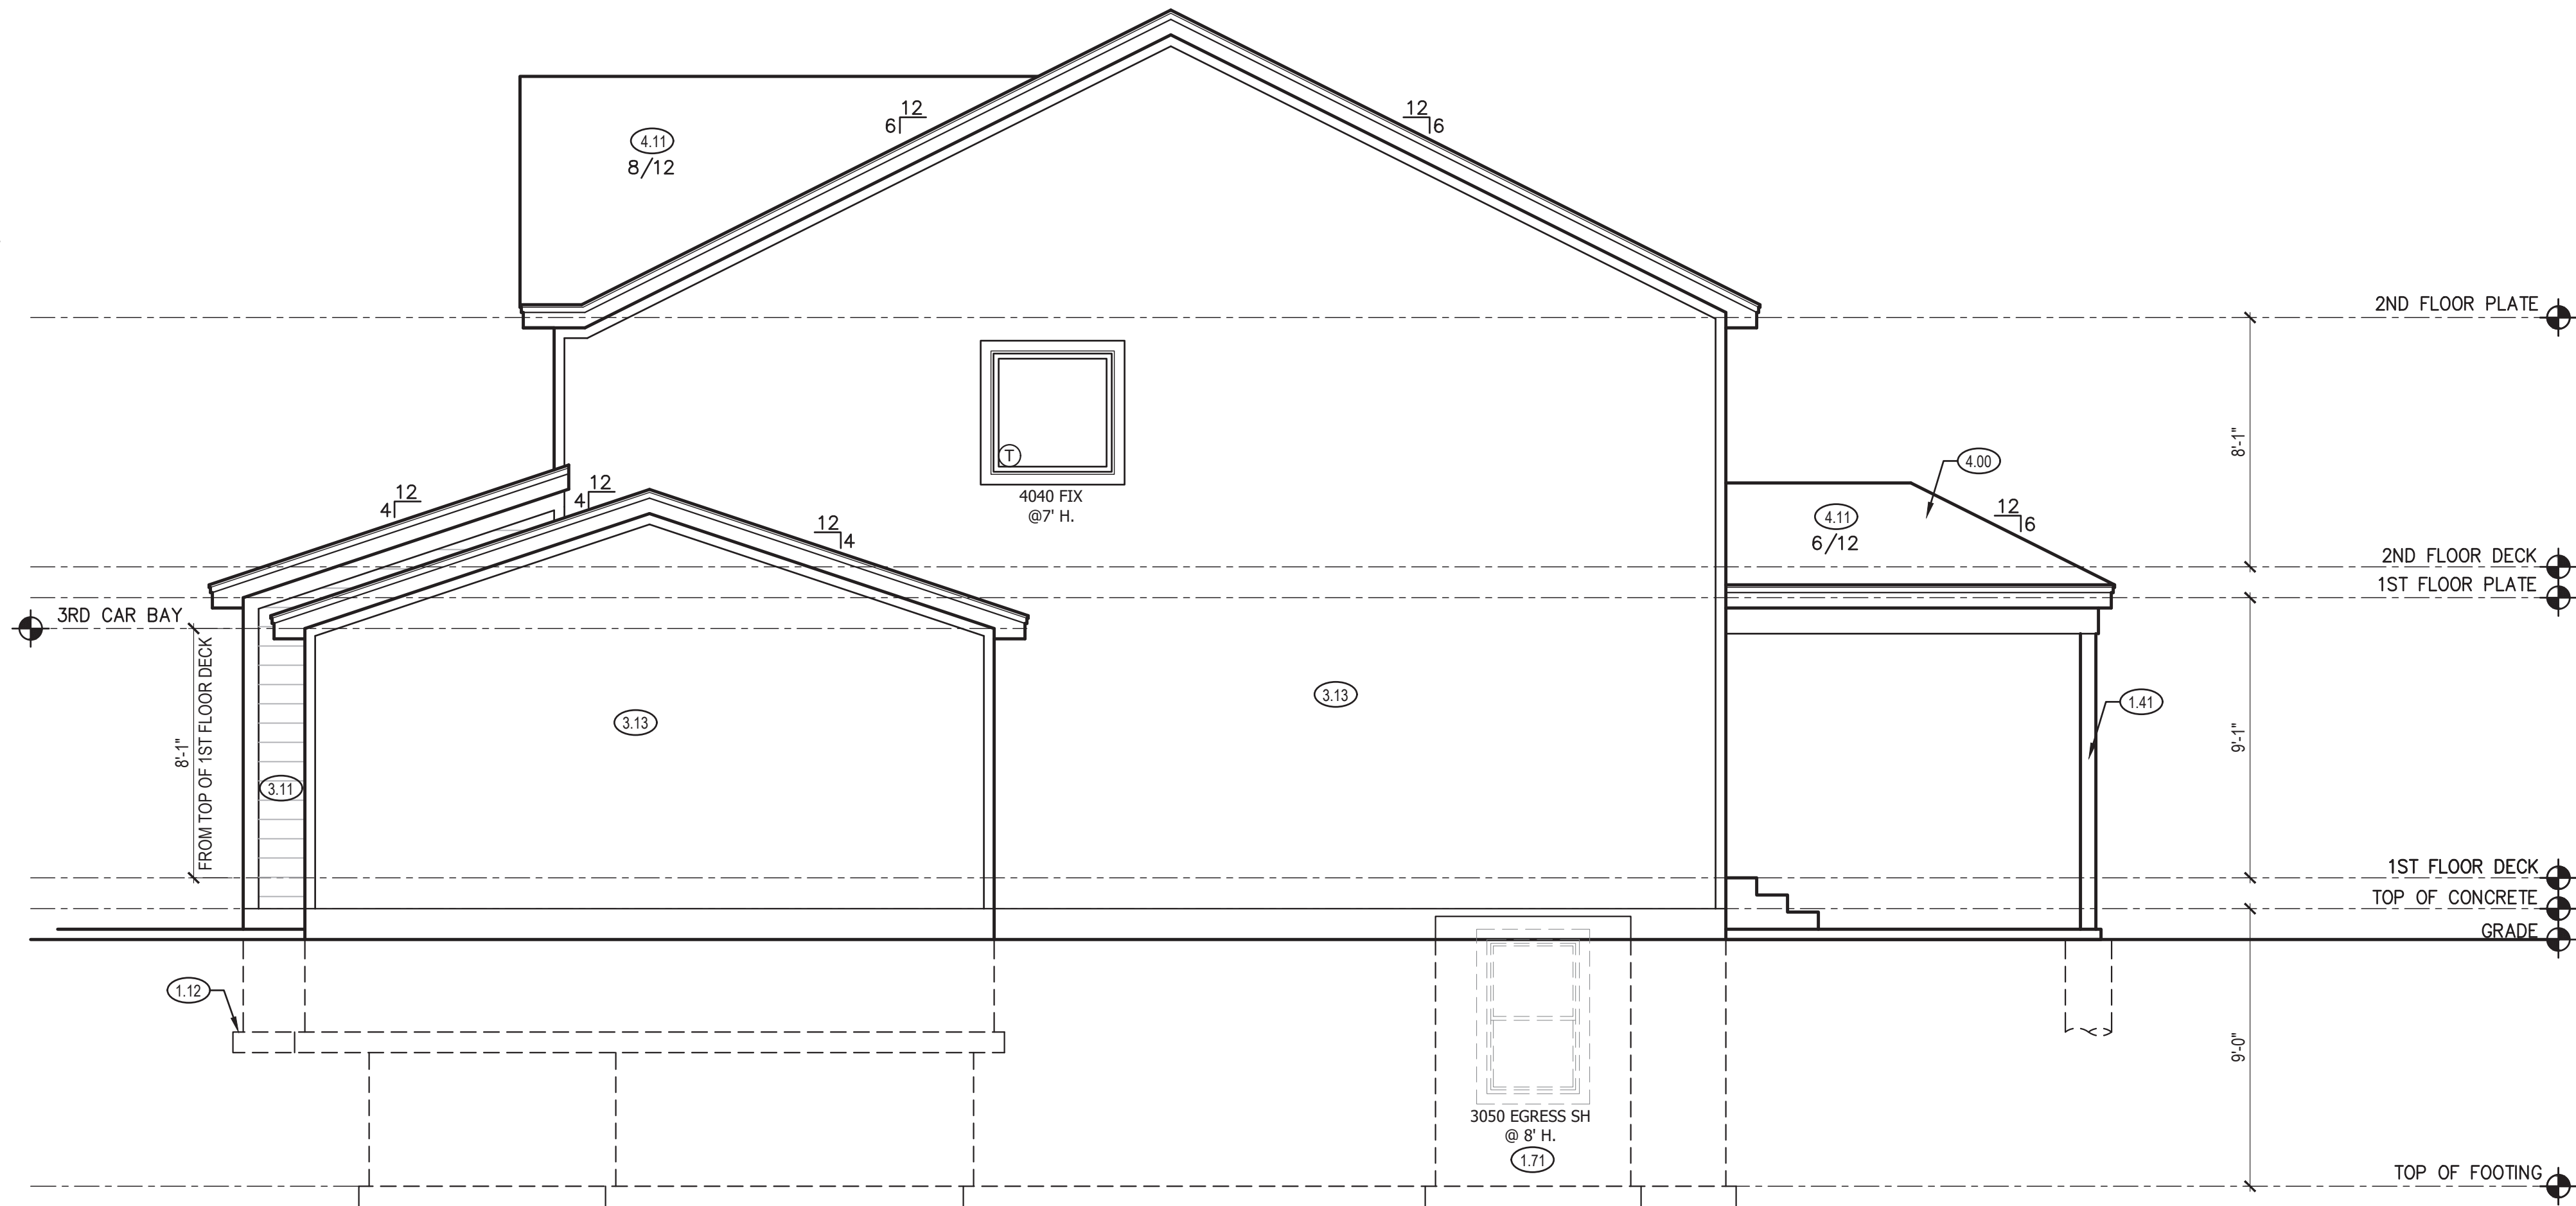 12
6
12
6
4.11
8/12
2ND FLOOR PLATE
8'-1"
4040 FIX
@7' H.
T
12
4
12
4
12
4
4.00
4.11
6/12
12
6
2ND FLOOR DECK
1ST FLOOR PLATE
3RD CAR BAY
8'-1"
FROM TOP OF 1ST FLOOR DECK
3.11
3.13
3.13
1.41
9'-1"
1ST FLOOR DECK
TOP OF CONCRETE
GRADE
1.12
9'-0"
3050 EGRESS SH
@ 8' H.
1.71
TOP OF FOOTING